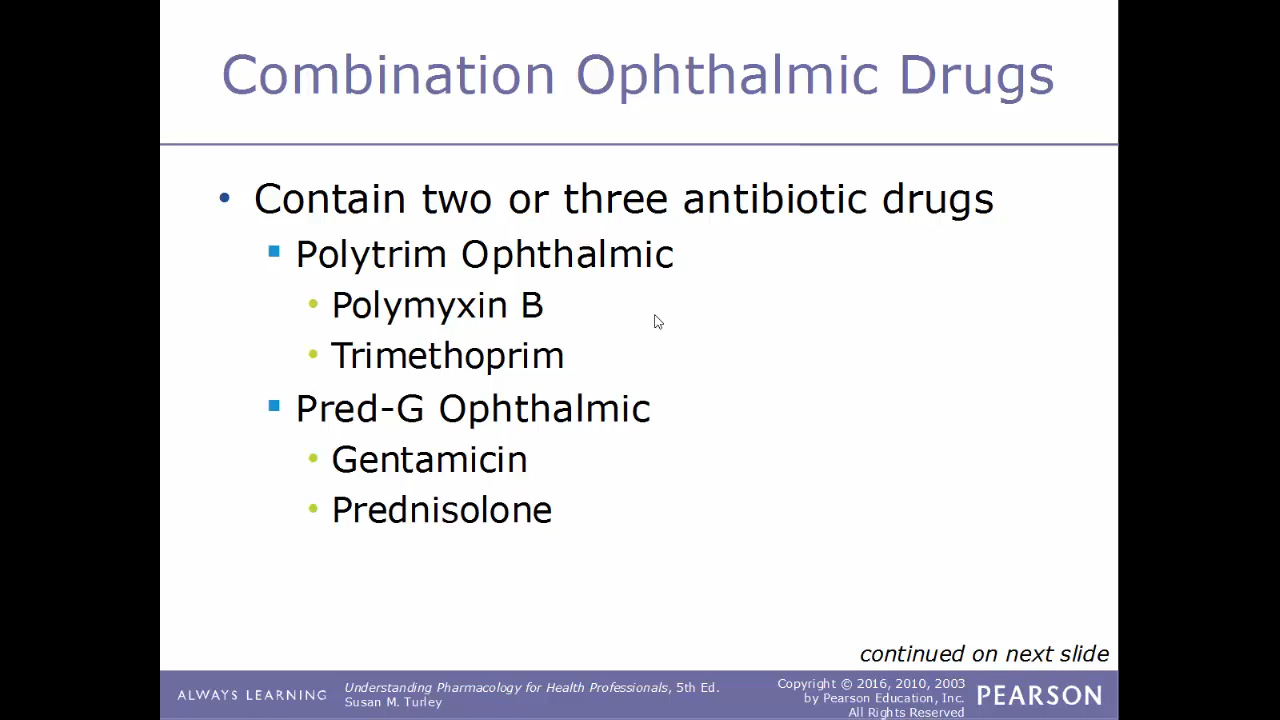 Combination Ophthalmic Drugs
• Contain two or three antibiotic drugs
▪ Polytrim Ophthalmic
• Polymyxin B
• Trimethoprim
▪ Pred-G Ophthalmic
• Gentamicin
• Prednisolone
continued on next slide
ALWAYS LEARNING
Understanding Pharmacology for Health Professionals, 5th Ed.
Susan M. Turley
Copyright © 2016, 2010, 2003
by Pearson Education, Inc.
All Rights Reserved
PEARSON